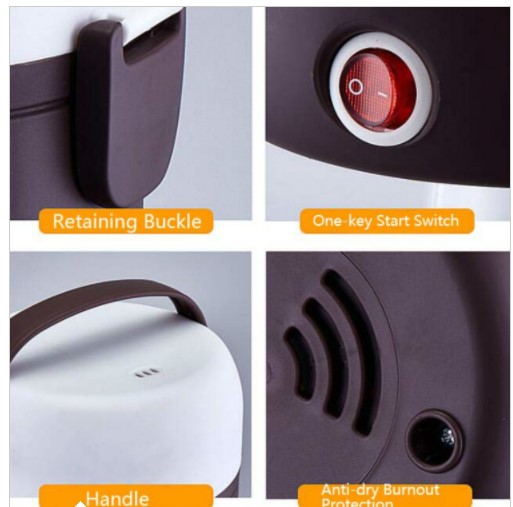 Retaining Buckle
One-key Start Switch
Handle
Anti-dry Burnout
Protection